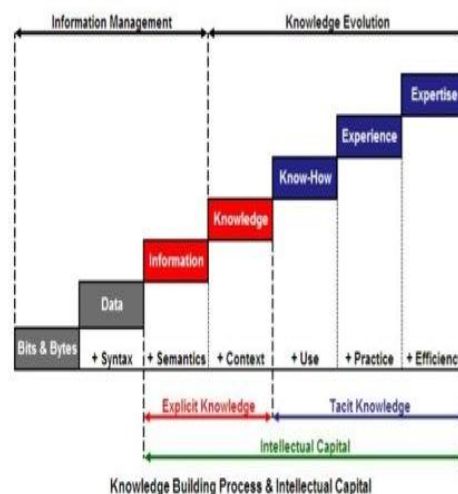 Information Management
Knowledge Evolution
Expertise
Experience
Know-How
Knowledge
Information
Data
Bits & Bytes
+ Syntax
+ Semantics
+ Context
+ Use
+ Practice
+ Efficienc
Explicit Knowledge
Tacit Knowledge
Intellectual Capital
Knowledge Building Process & Intellectual Capital